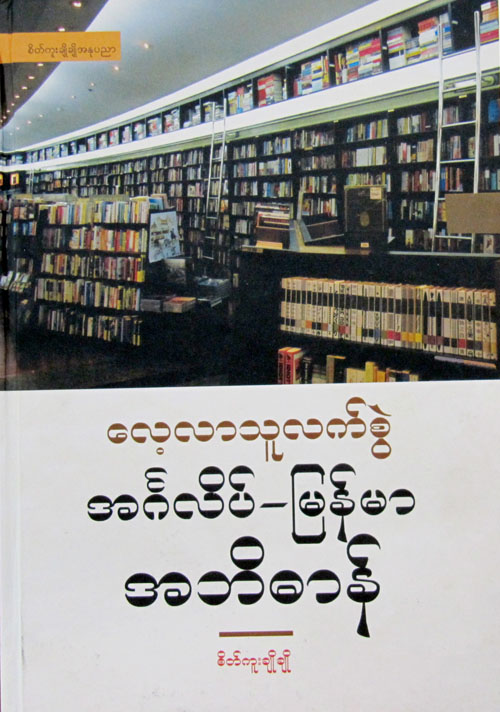 စိတ်ကူးချိုချိုအနုပညာ
လေ့လာသူလက်စွဲ
အင်္ဂလိပ်-မြန်မာ
အဘိဓာန်
စိတ်ကူးချိုချို